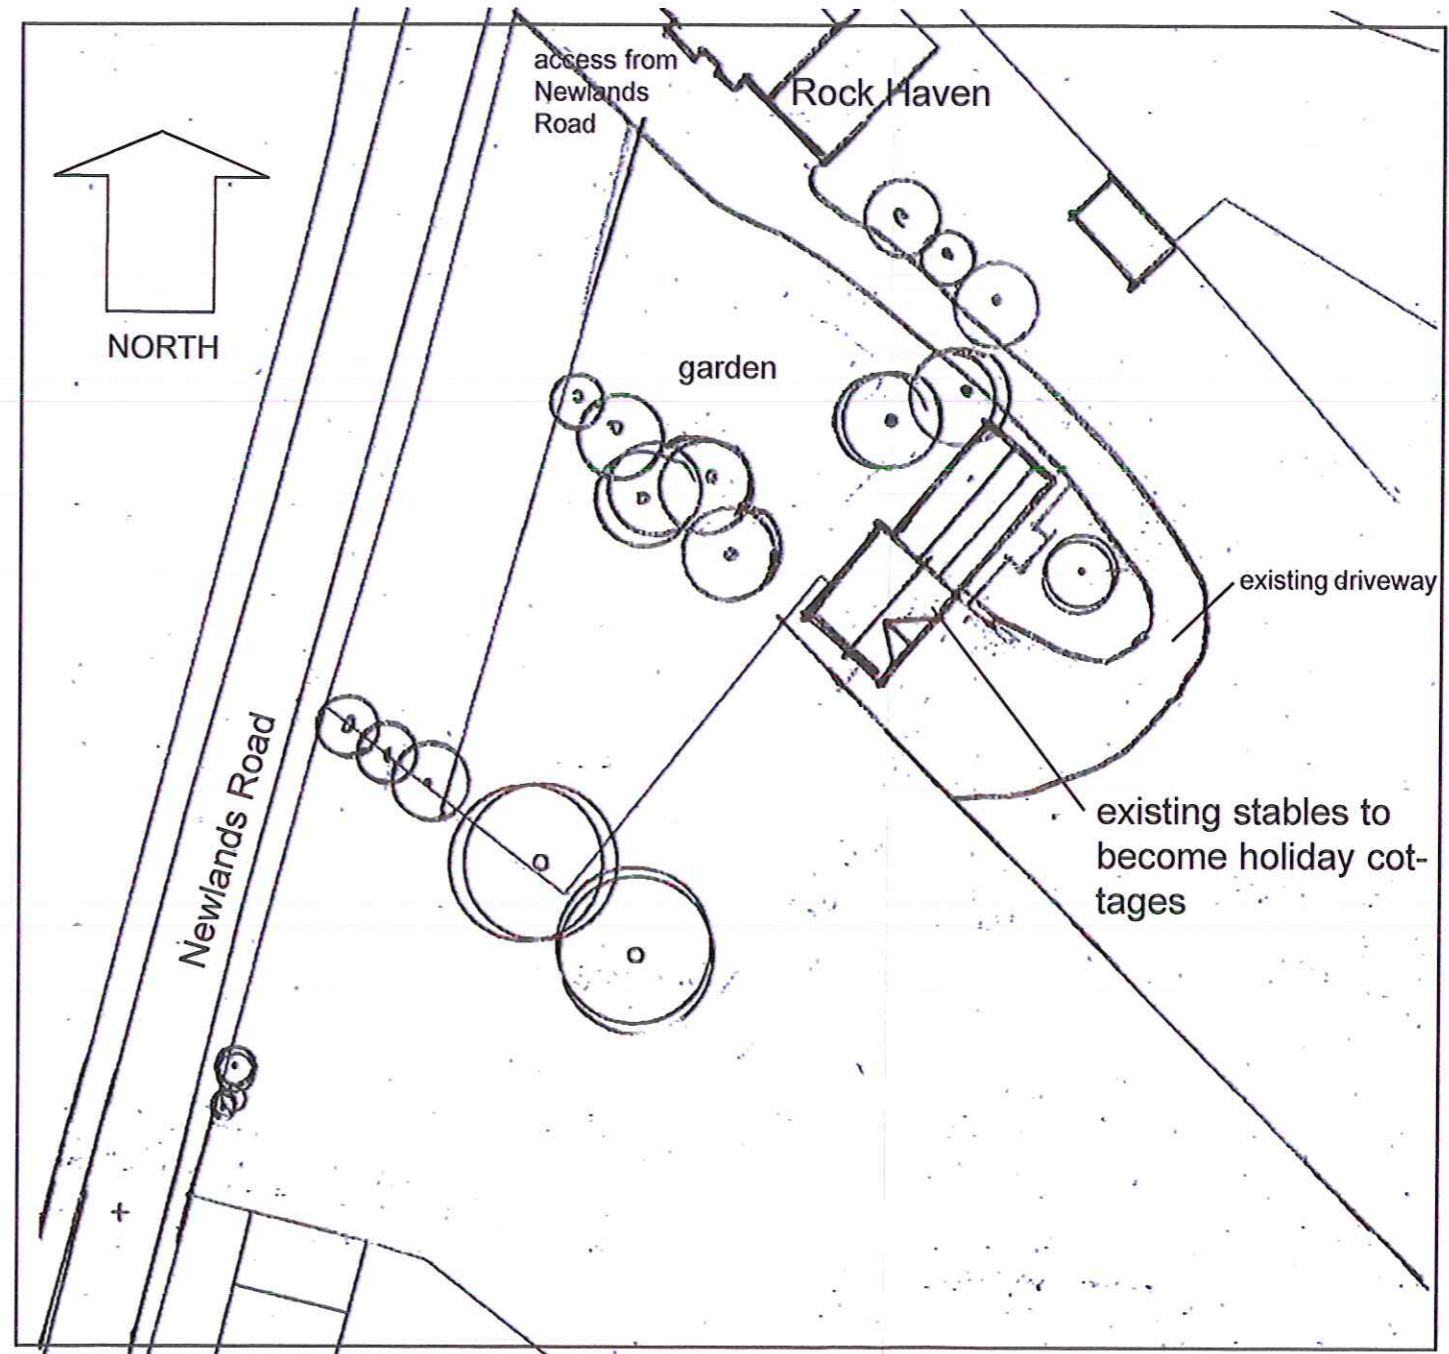 access from
Newlands
Road
Rock Haven
NORTH
garden
existing driveway
Newlands Road
existing stables to
become holiday cot-
tages